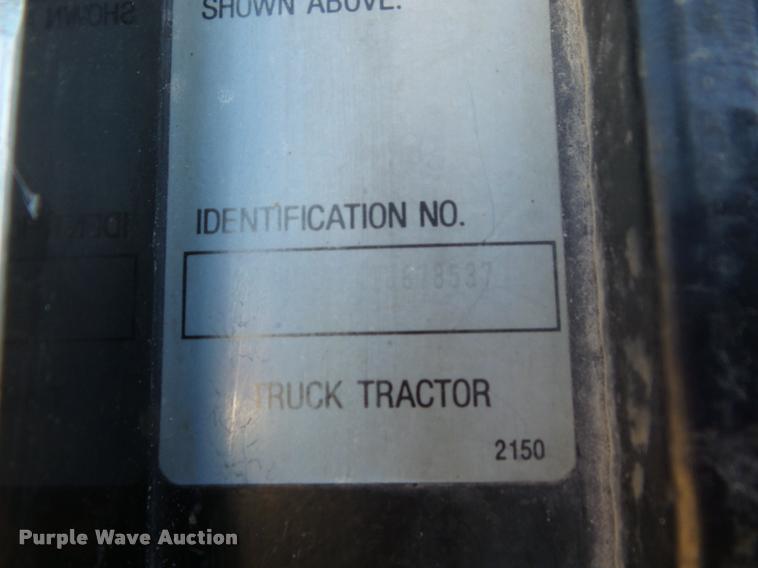 SHOWN ABOVE.
IDENTIFICATION NO.
TRUCK TRACTOR
2150
Purple Wave Auction